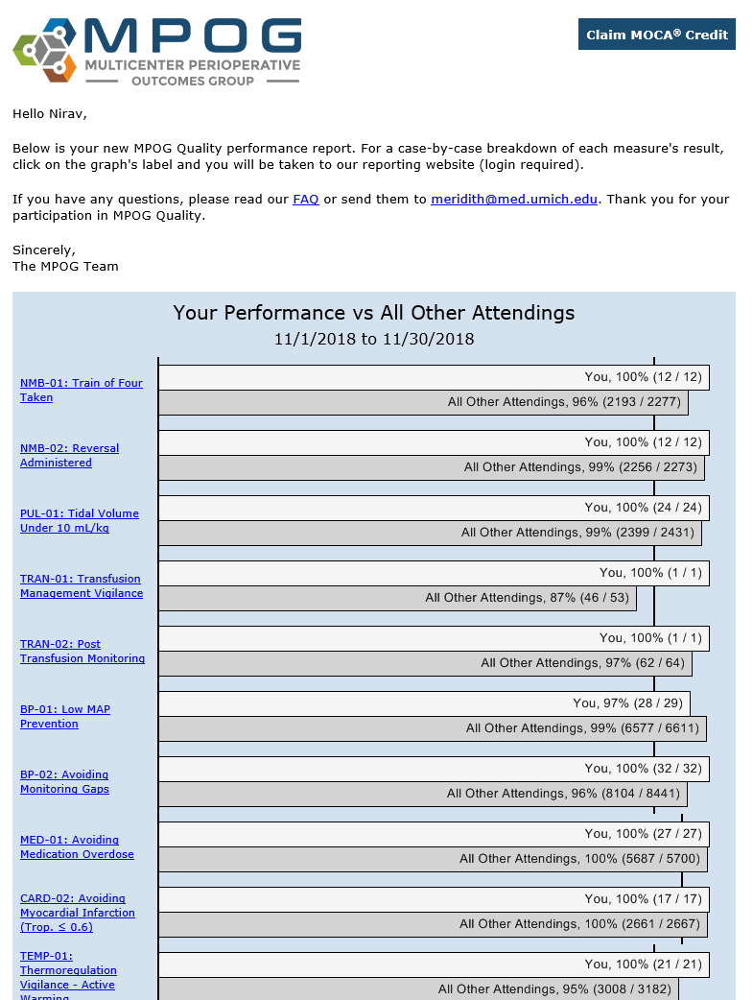 MPOG
MULTICENTER PERIOPERATIVE
OUTCOMES GROUP
Claim MOCA® Credit
Hello Nirav,
Below is your new MPOG Quality performance report. For a case-by-case breakdown of each measure's result,
click on the graph's label and you will be taken to our reporting website (login required).
If you have any questions, please read our FAQ or send them to meridith@med.umich.edu. Thank you for your
participation in MPOG Quality.
Sincerely,
The MPOG Team
Your Performance vs All Other Attendings
11/1/2018 to 11/30/2018
NMB-01: Train of Four
Taken
You, 100% (12 / 12)
All Other Attendings, 96% (2193 / 2277)
NMB-02: Reversal
Administered
You, 100% (12 / 12)
All Other Attendings, 99% (2256 / 2273)
PUL-01: Tidal Volume
Under 10 mL/kg
You, 100% (24 / 24)
All Other Attendings, 99% (2399 / 2431)
TRAN-01: Transfusion
Management Vigilance
You, 100% (1 / 1)
All Other Attendings, 87% (46 / 53)
TRAN-02: Post
Transfusion Monitoring
You, 100% (1 / 1)
All Other Attendings, 97% (62 / 64)
BP-01: Low MAP
Prevention
You, 97% (28 / 29)
All Other Attendings, 99% (6577 / 6611)
BP-02: Avoiding
Monitoring Gaps
You, 100% (32 / 32)
All Other Attendings, 96% (8104 / 8441)
MED-01: Avoiding
Medication Overdose
You, 100% (27 / 27)
All Other Attendings, 100% (5687 / 5700)
CARD-02: Avoiding
Myocardial Infarction
(Trop. ≤ 0.6)
You, 100% (17 / 17)
All Other Attendings, 100% (2661 / 2667)
TEMP-01:
Thermoregulation
Vigilance - Active
Warming
You, 100% (21 / 21)
All Other Attendings, 95% (3008 / 3182)